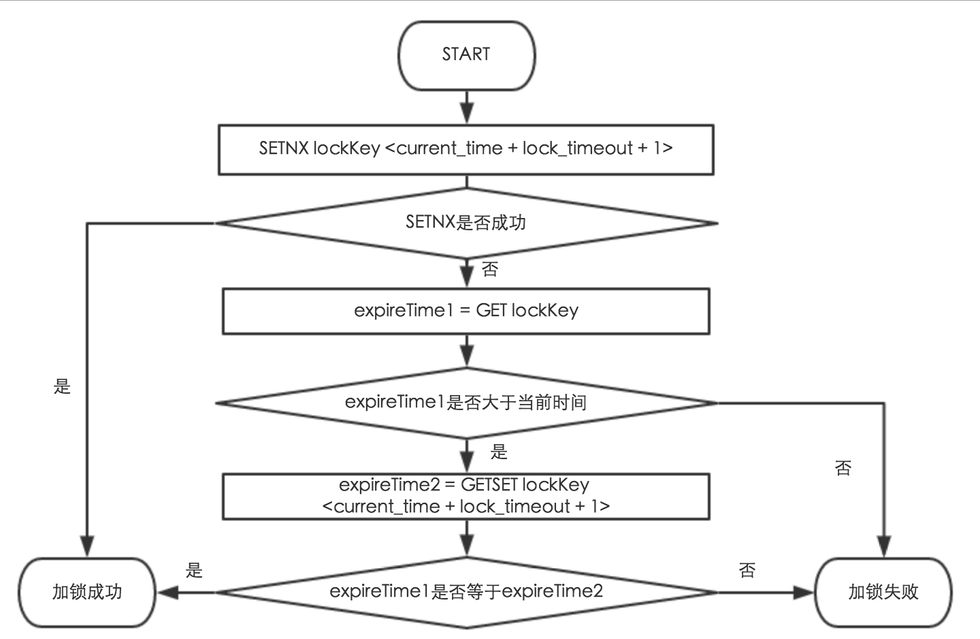 START
SETNX lockKey <current_time + lock_timeout + 1>
SETNX是否成功
否
expireTime1 = GET lockKey
是
expireTime1是否大于当前时间
是
否
expireTime2 = GETSET lockKey
<current_time + lock_timeout + 1>
是
否
加锁成功
expireTime1是否等于expireTime2
加锁失败